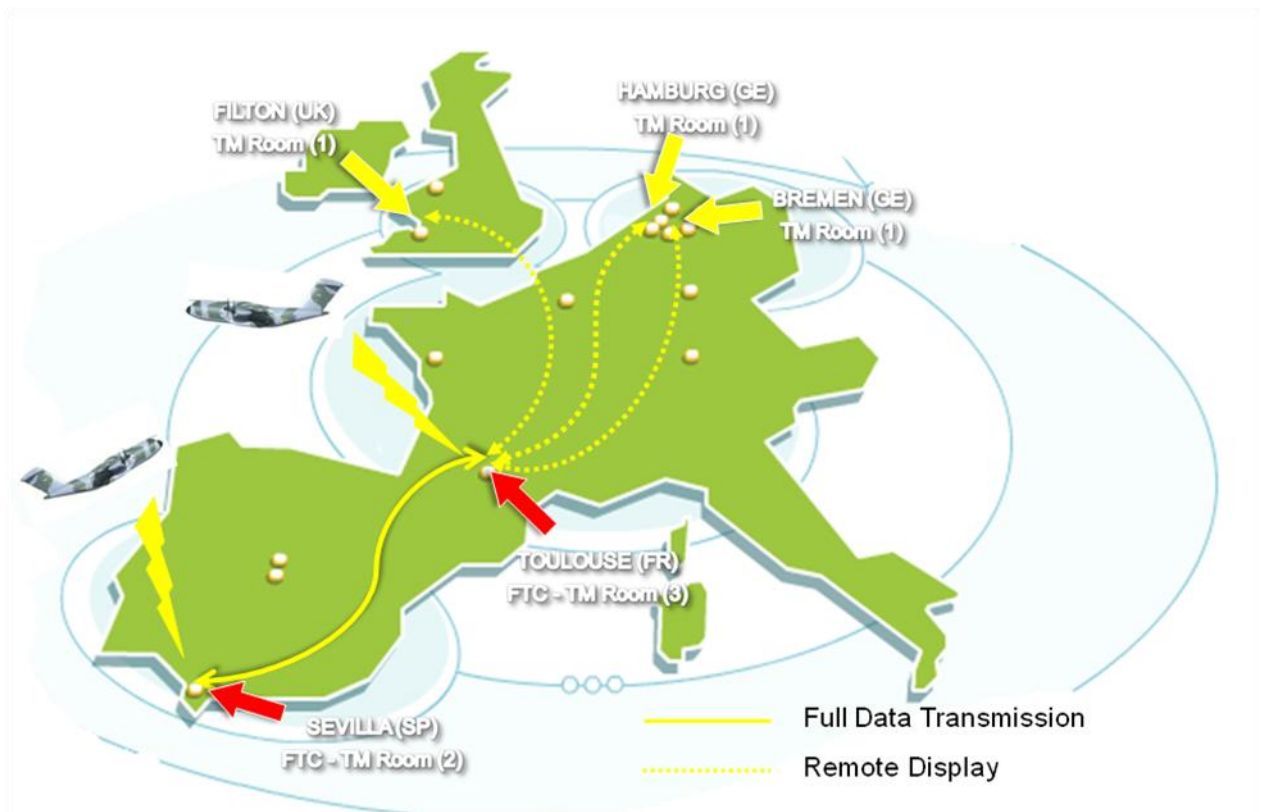 FILTON (UK)
TM Room (1)
HAMBURG (GE)
TM Room (1)
BREMEN (GE)
TM Room (1)
TOULOUSE (FR)
FTC - TM Room (3)
SEVILLA (SP)
FTC - TM Room (2)
Full Data Transmission
Remote Display